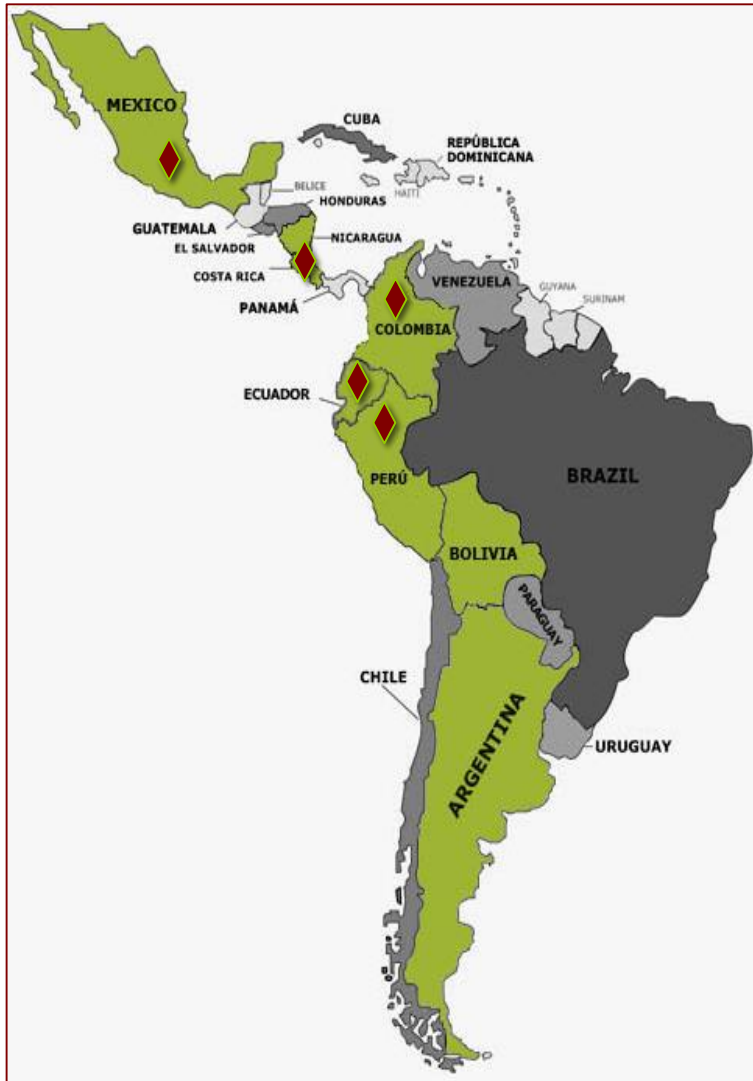 MEXICO
CUBA
REPÚBLICA
DOMINICANA
HAITÍ
BELICE
HONDURAS
GUATEMALA
EL SALVADOR
NICARAGUA
COSTA RICA
PANAMÁ
VENEZUELA
GUYANA
SURINAM
COLOMBIA
ECUADOR
PERÚ
BRAZIL
BOLIVIA
PARAGUAY
CHILE
ARGENTINA
URUGUAY